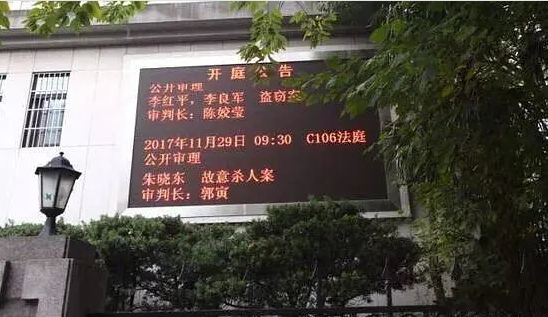 开庭公告
公开审理
李红平，李良军 盗窃案
审判长：陈姣莹
2017年11月29日 09:30 C106法庭
公开审理
朱晓东 故意杀人案
审判长：郭寅